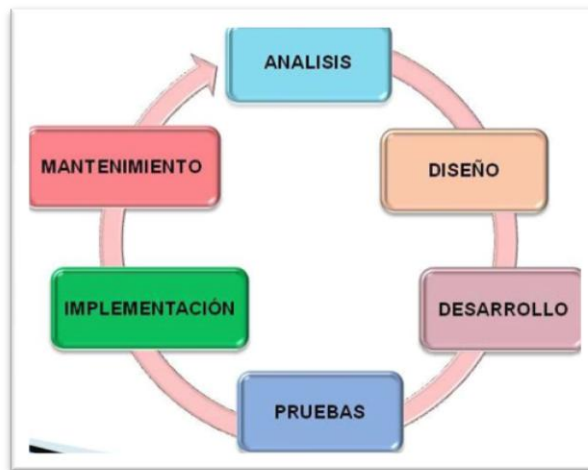 ANALISIS
DISEÑO
DESARROLLO
PRUEBAS
IMPLEMENTACIÓN
MANTENIMIENTO